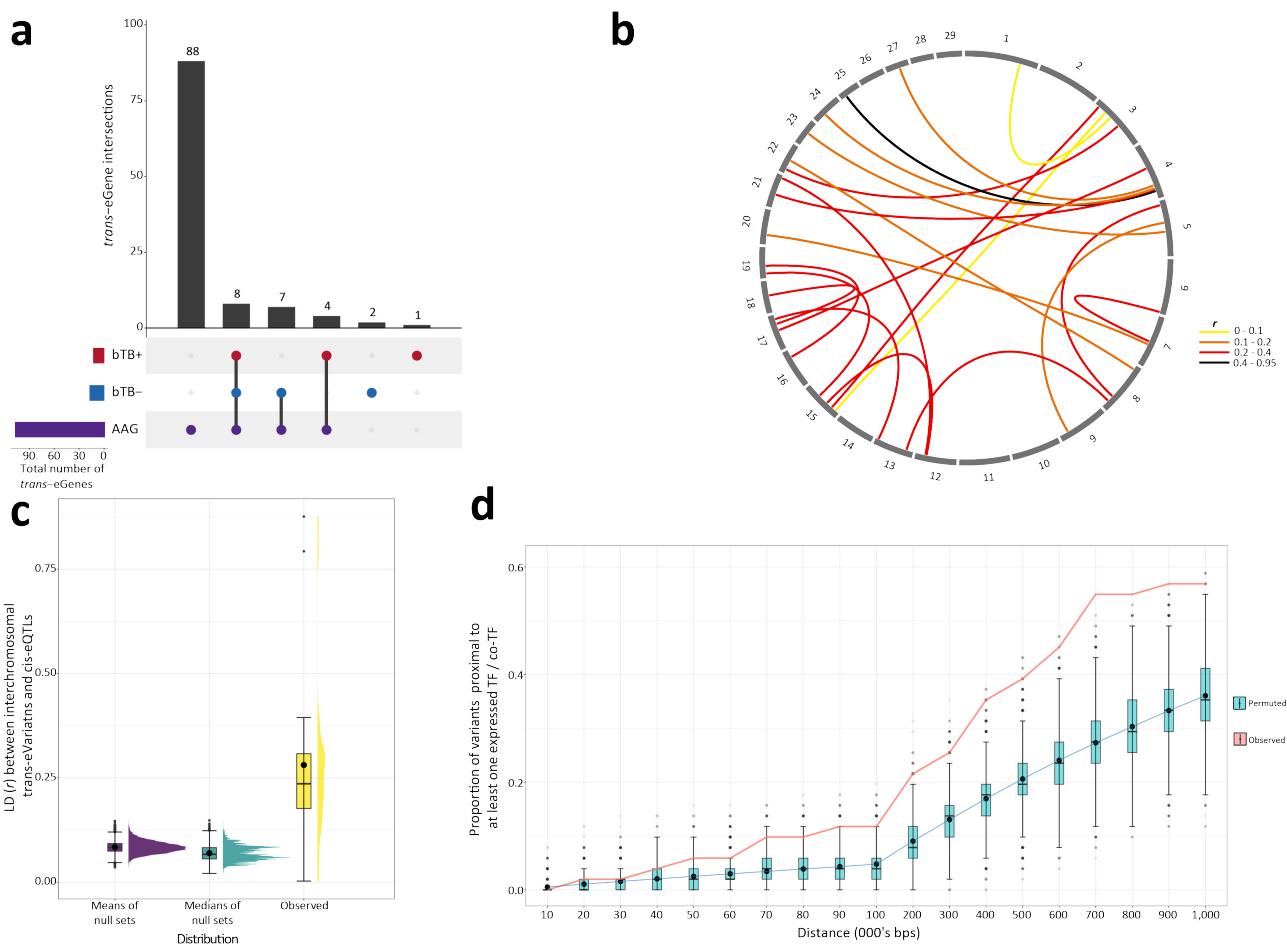 a
100
75
50
25
0
trans−eGene intersections
88
8
7
4
2
1
bTB+
bTB−
AAG
90 60 30 0
Total number of
trans−eGenes
b
1
2
3
4
5
6
7
8
9
10
11
12
13
14
15
16
17
18
19
20
21
22
23
24
25
26
27
28
29
r
0 - 0.1
0.1 - 0.2
0.2 - 0.4
0.4 - 0.95
c
LD (r) between interchromosomal
trans-eVariatns and cis-eQTLs
0.75
0.50
0.25
0.00
Means of
null sets
Medians of
null sets
Observed
Distribution
d
Proportion of variants proximal to
at least one expressed TF / co-TF
0.6
0.4
0.2
0.0
10 20 30 40 50 60 70 80 90 100 200 300 400 500 600 700 800 900 1,000
Distance (000's bps)
Permuted
Observed